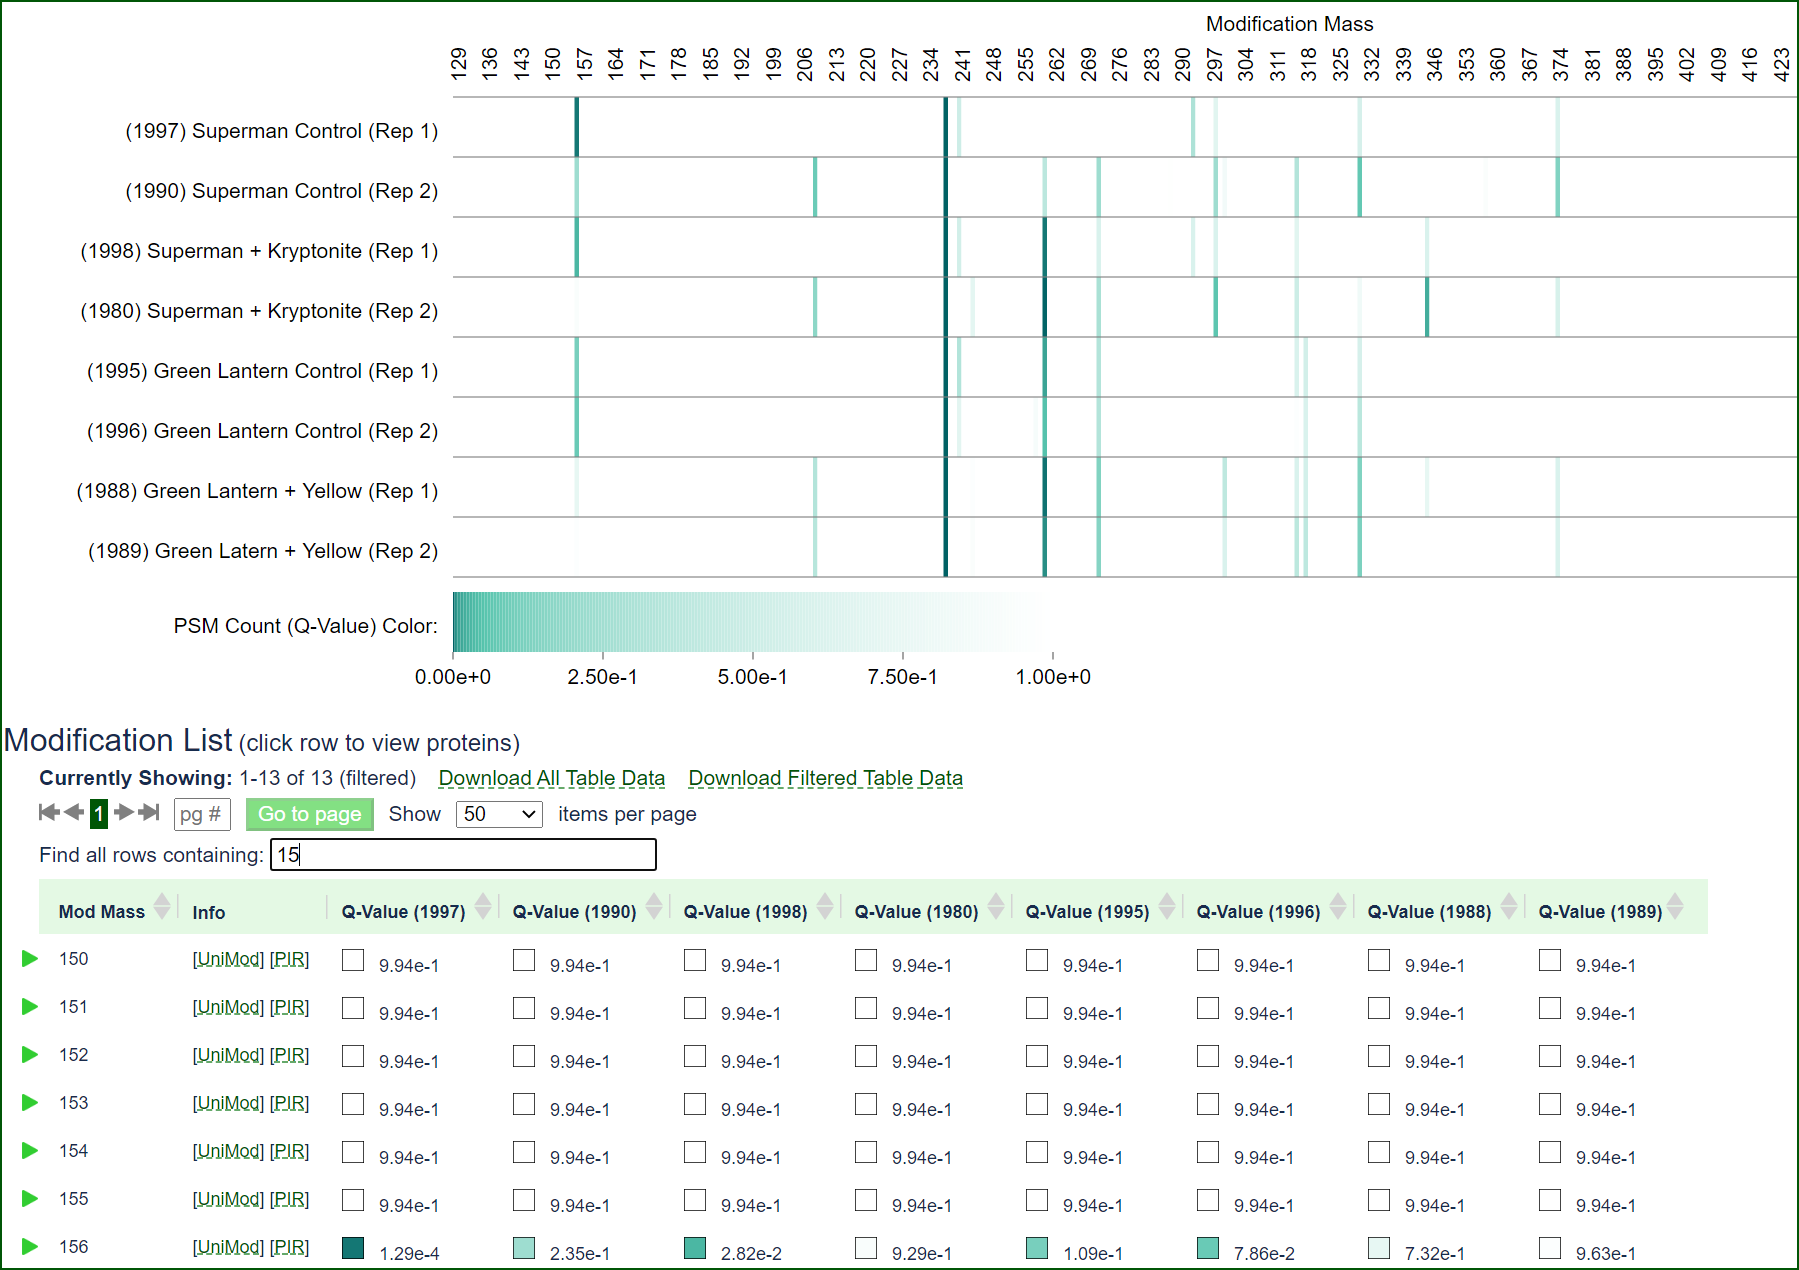 Modification Mass
129 136 143 150 157 164 171 178 185 192 199 206 213 220 227 234 241 248 255 262 269 276 283 290 297 304 311 318 325 332 339 346 353 360 367 374 381 388 395 402 409 416 423
(1997) Superman Control (Rep 1)
(1990) Superman Control (Rep 2)
(1998) Superman + Kryptonite (Rep 1)
(1980) Superman + Kryptonite (Rep 2)
(1995) Green Lantern Control (Rep 1)
(1996) Green Lantern Control (Rep 2)
(1988) Green Lantern + Yellow (Rep 1)
(1989) Green Latern + Yellow (Rep 2)
PSM Count (Q-Value) Color:
0.00e+0 2.50e-1 5.00e-1 7.50e-1 1.00e+0
Modification List (click row to view proteins)
Currently Showing: 1-13 of 13 (filtered) Download All Table Data Download Filtered Table Data
1 pg # Go to page Show 50 items per page
Find all rows containing: 15
Mod Mass Info Q-Value (1997) Q-Value (1990) Q-Value (1998) Q-Value (1980) Q-Value (1995) Q-Value (1996) Q-Value (1988) Q-Value (1989)
150 [UniMod] [PIR] 9.94e-1 9.94e-1 9.94e-1 9.94e-1 9.94e-1 9.94e-1 9.94e-1 9.94e-1
151 [UniMod] [PIR] 9.94e-1 9.94e-1 9.94e-1 9.94e-1 9.94e-1 9.94e-1 9.94e-1 9.94e-1
152 [UniMod] [PIR] 9.94e-1 9.94e-1 9.94e-1 9.94e-1 9.94e-1 9.94e-1 9.94e-1 9.94e-1
153 [UniMod] [PIR] 9.94e-1 9.94e-1 9.94e-1 9.94e-1 9.94e-1 9.94e-1 9.94e-1 9.94e-1
154 [UniMod] [PIR] 9.94e-1 9.94e-1 9.94e-1 9.94e-1 9.94e-1 9.94e-1 9.94e-1 9.94e-1
155 [UniMod] [PIR] 9.94e-1 9.94e-1 9.94e-1 9.94e-1 9.94e-1 9.94e-1 9.94e-1 9.94e-1
156 [UniMod] [PIR] 1.29e-4 2.35e-1 2.82e-2 9.29e-1 1.09e-1 7.86e-2 7.32e-1 9.63e-1